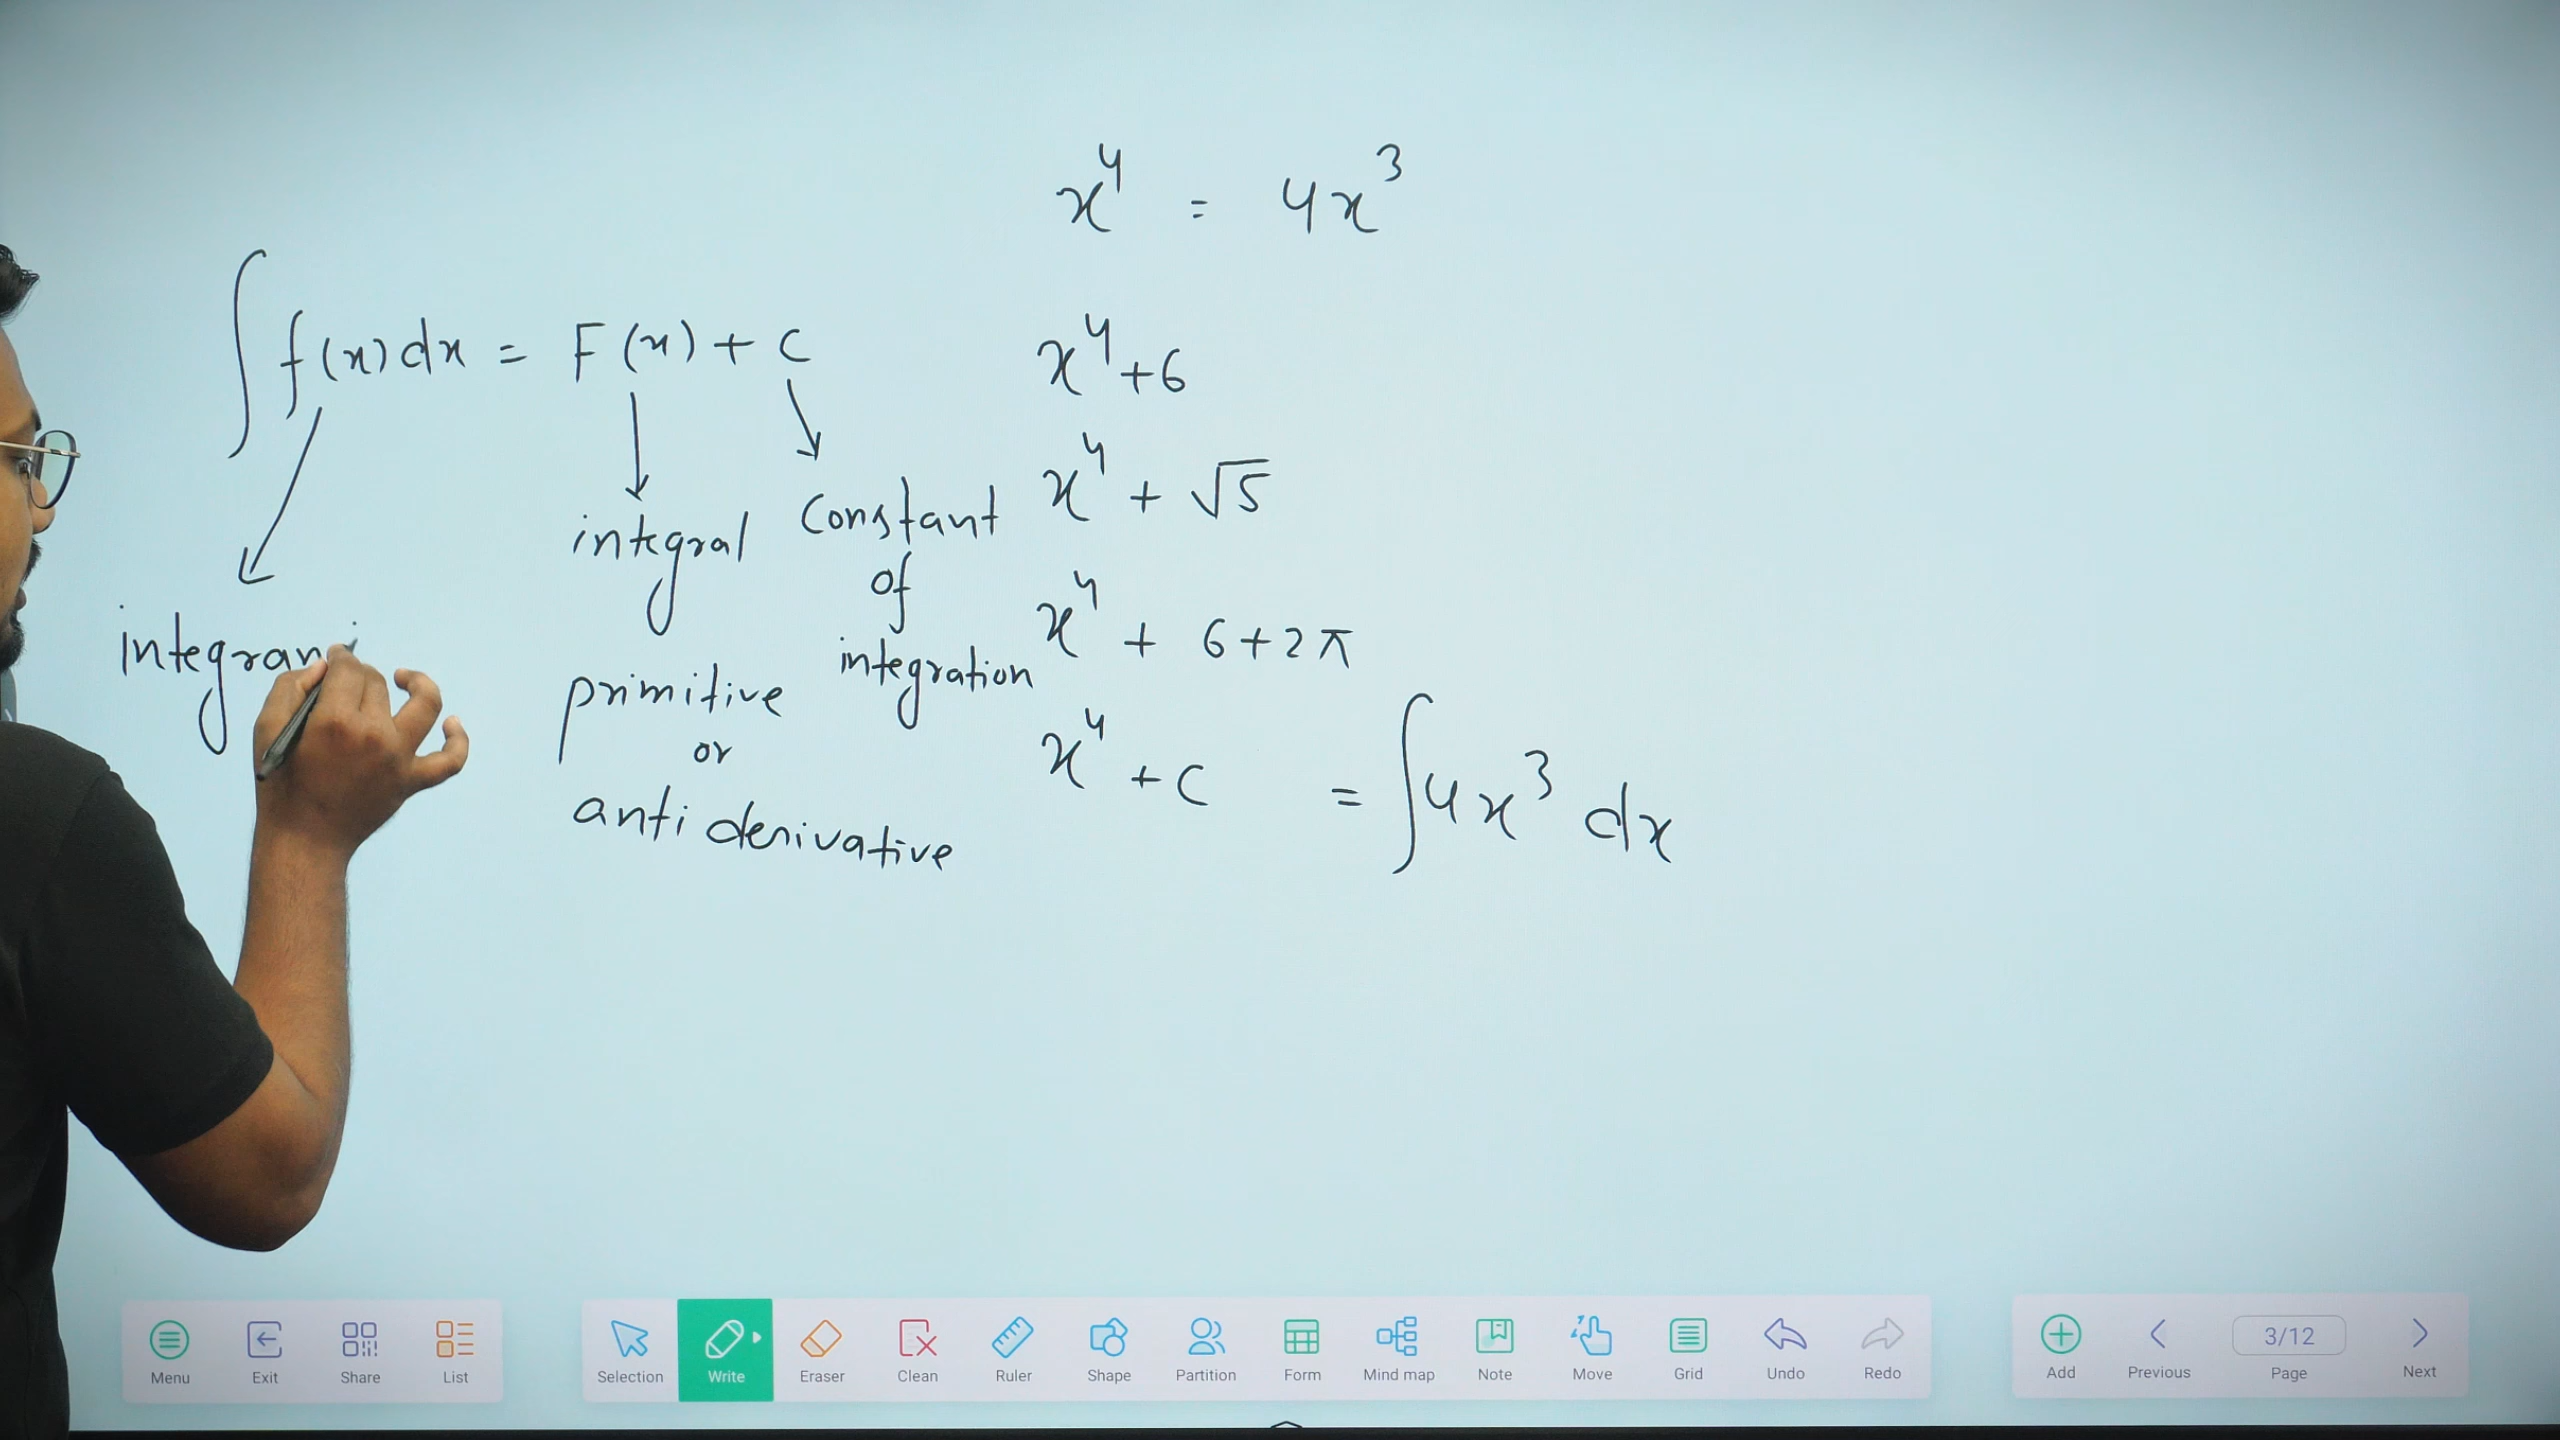 x⁴ = 4x³
∫f(x)dx = F(x) + C
x⁴+6
x⁴ + √5
integral
Constant
of
integration
x⁴ + 6+2π
primitive
or
anti derivative
x⁴ + C = ∫4x³ dx
Menu Exit Share List Selection Write Eraser Clean Ruler Shape Partition Form Mind map Note Move Grid Undo Redo Add Previous 3/12 Page Next